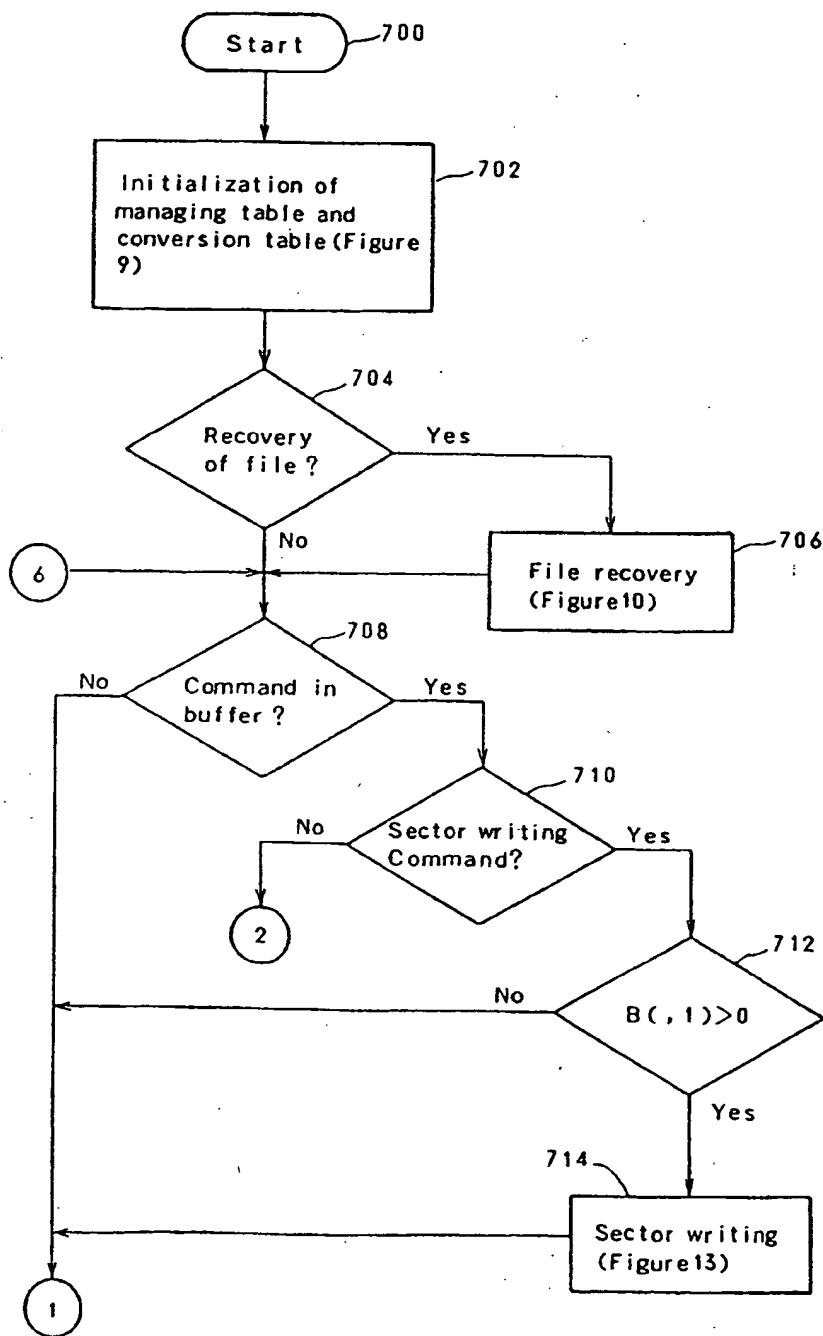 Start
700
Initialization of
managing table and
conversion table(Figure
9)
702
704
Recovery
of file?
Yes
No
6
File recovery
(Figure10)
706
708
No
Command in
buffer?
Yes
710
No
Sector writing
Command?
Yes
2
712
No
B(,1)>0
Yes
714
Sector writing
(Figure13)
1